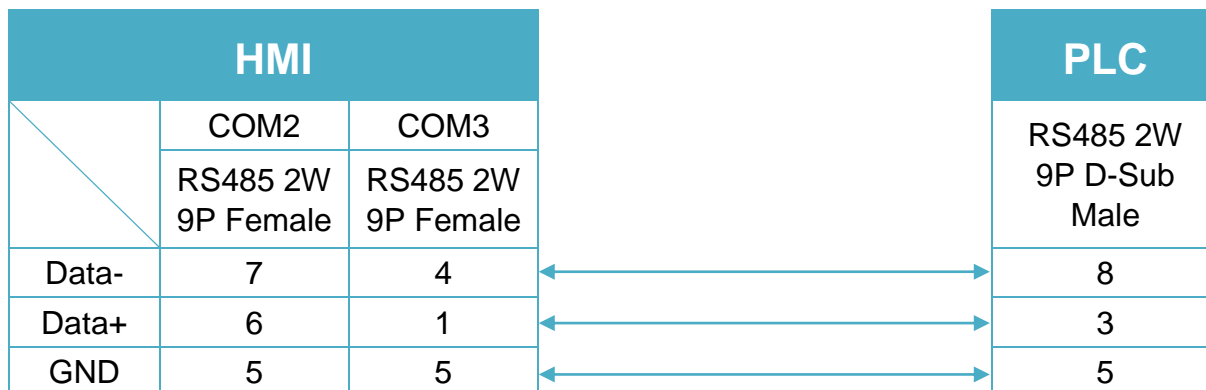 HMI PLC
COM2 COM3
RS485 2W
9P Female
RS485 2W
9P Female
RS485 2W
9P D-Sub
Male
Data- 7 4 8
Data+ 6 1 3
GND 5 5 5